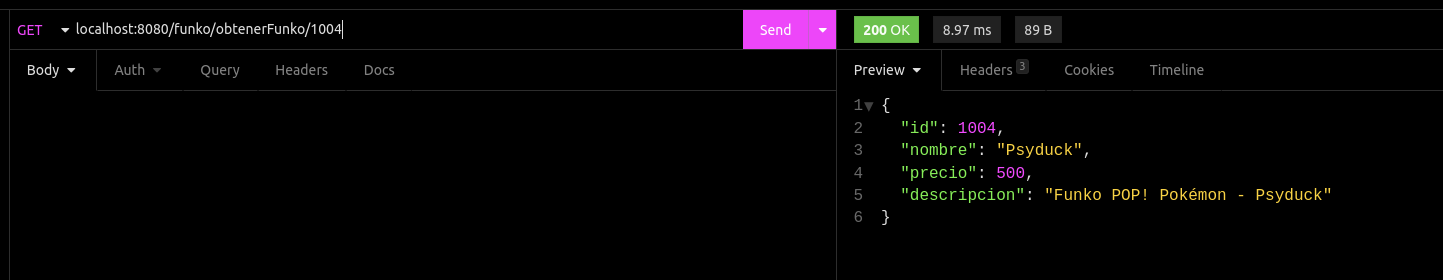 GET localhost:8080/funko/obtenerFunko/1004 Send
200 OK 8.97 ms 89 B
Body Auth Query Headers Docs
Preview Headers 3 Cookies Timeline
1 {
2 "id": 1004,
3 "nombre": "Psyduck",
4 "precio": 500,
5 "descripcion": "Funko POP! Pokémon - Psyduck"
6 }